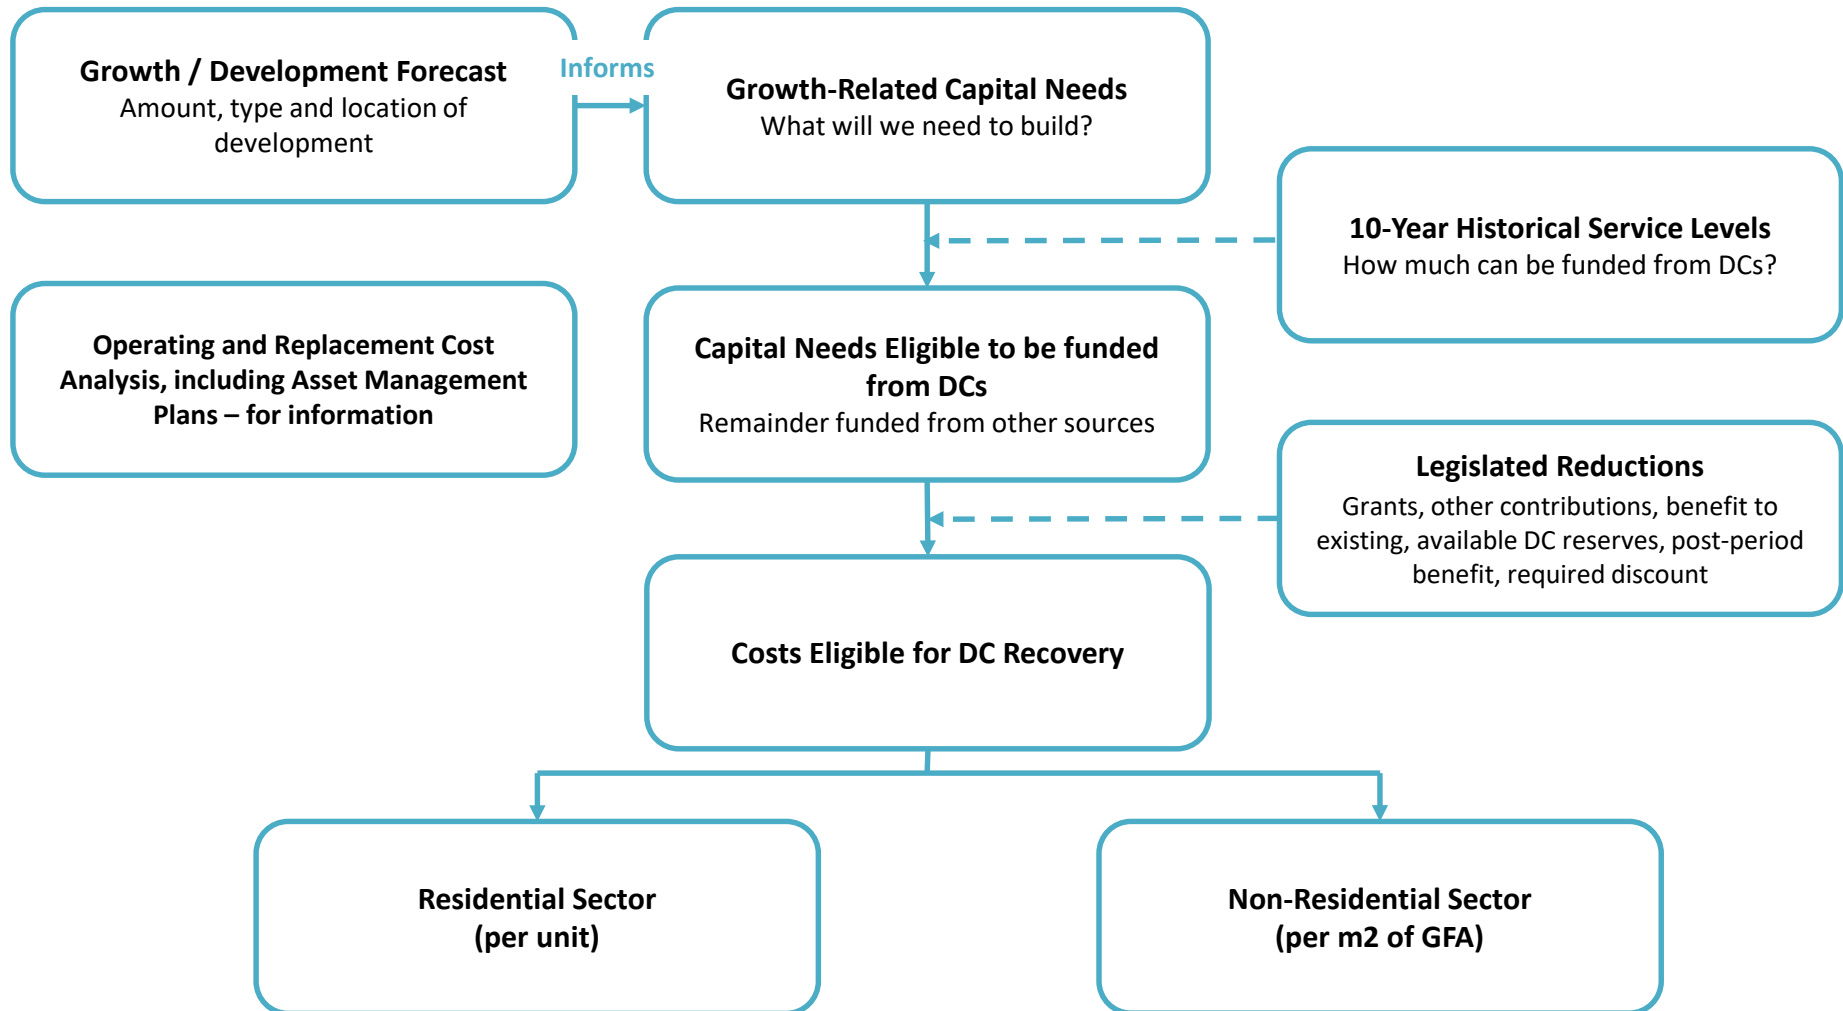 Growth / Development Forecast
Amount, type and location of
development
Informs
Growth-Related Capital Needs
What will we need to build?
10-Year Historical Service Levels
How much can be funded from DCs?
Operating and Replacement Cost
Analysis, including Asset Management
Plans – for information
Capital Needs Eligible to be funded
from DCs
Remainder funded from other sources
Legislated Reductions
Grants, other contributions, benefit to
existing, available DC reserves, post-period
benefit, required discount
Costs Eligible for DC Recovery
Residential Sector
(per unit)
Non-Residential Sector
(per m2 of GFA)